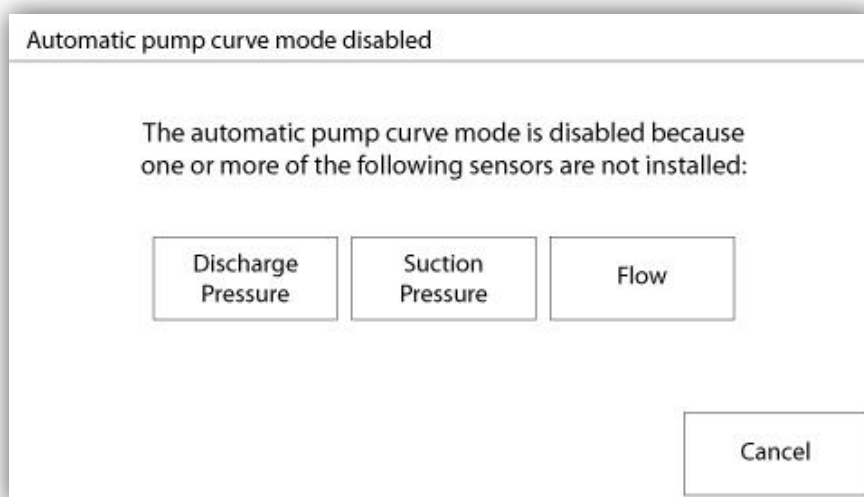 Automatic pump curve mode disabled
The automatic pump curve mode is disabled because
one or more of the following sensors are not installed:
Discharge
Pressure
Suction
Pressure
Flow
Cancel